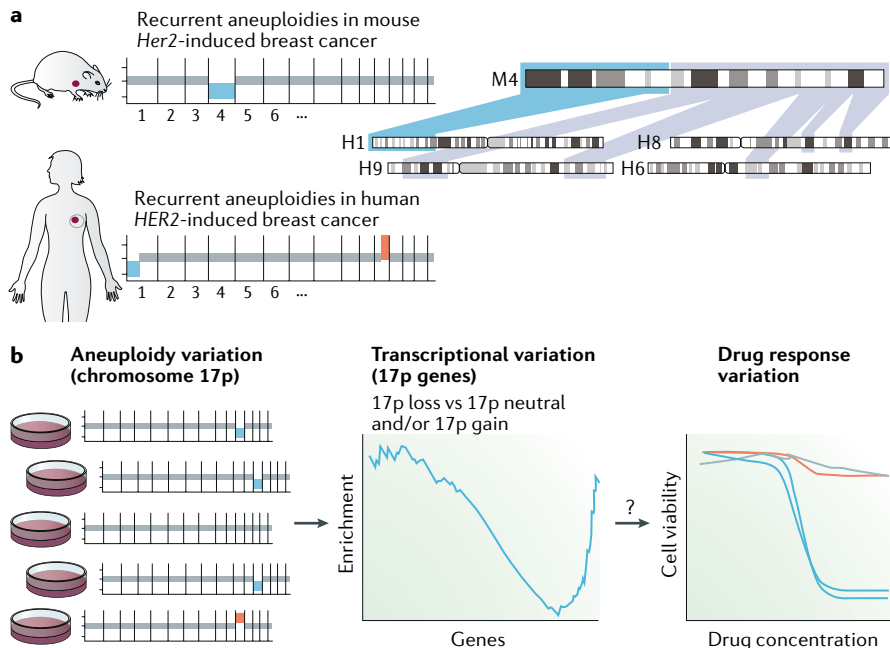 a
Recurrent aneuploidies in mouse
Her2-induced breast cancer
1 2 3 4 5 6 ...
M4
H1
H8
H9
H6
Recurrent aneuploidies in human
HER2-induced breast cancer
1 2 3 4 5 6 ...
b
Aneuploidy variation
(chromosome 17p)
Transcriptional variation
(17p genes)
17p loss vs 17p neutral
and/or 17p gain
Enrichment
Genes
?
Drug response
variation
Cell viability
Drug concentration